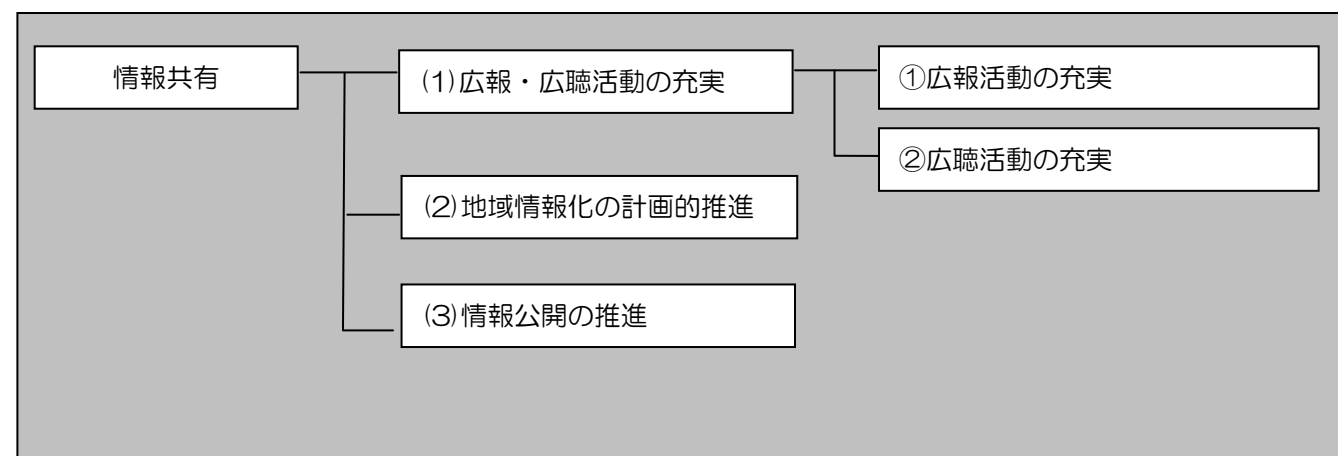 情報共有
(1)広報・広聴活動の充実
①広報活動の充実
②広聴活動の充実
(2)地域情報化の計画的推進
(3)情報公開の推進